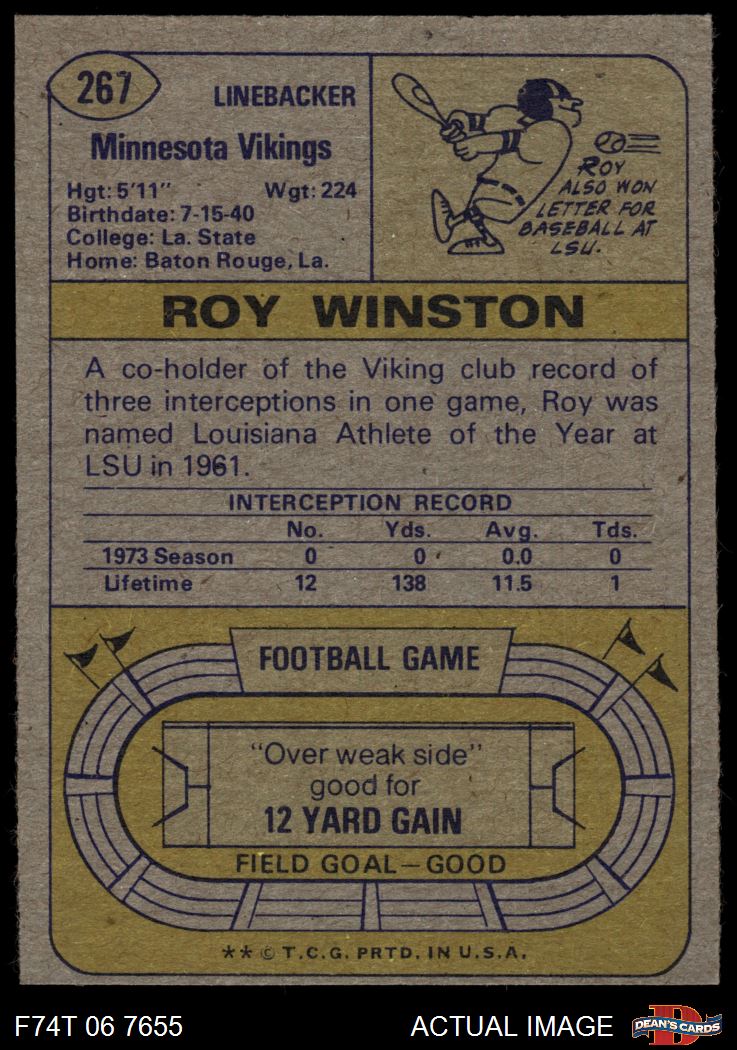 267
LINEBACKER
Minnesota Vikings
Hgt: 5'11" Wgt: 224
Birthdate: 7-15-40
College: La. State
Home: Baton Rouge, La.
ROY
ALSO WON
LETTER FOR
BASEBALL AT
LSU.
ROY WINSTON
A co-holder of the Viking club record of
three interceptions in one game, Roy was
named Louisiana Athlete of the Year at
LSU in 1961.
INTERCEPTION RECORD
No. Yds. Avg. Tds.
1973 Season 0 0 0.0 0
Lifetime 12 138 11.5 1
FOOTBALL GAME
"Over weak side"
good for
12 YARD GAIN
FIELD GOAL—GOOD
** © T.C.G. PRTD. IN U.S.A.
F74T 06 7655 ACTUAL IMAGE
D
DEAN'S CARDS